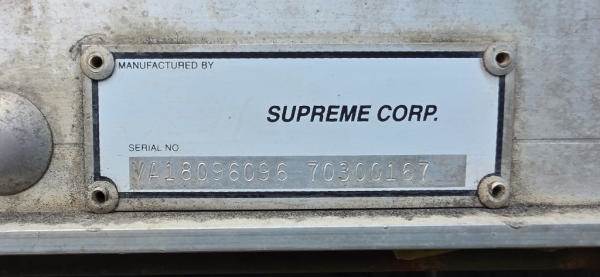 MANUFACTURED BY
SUPREME CORP.
SERIAL NO.
VA18096096 70300167